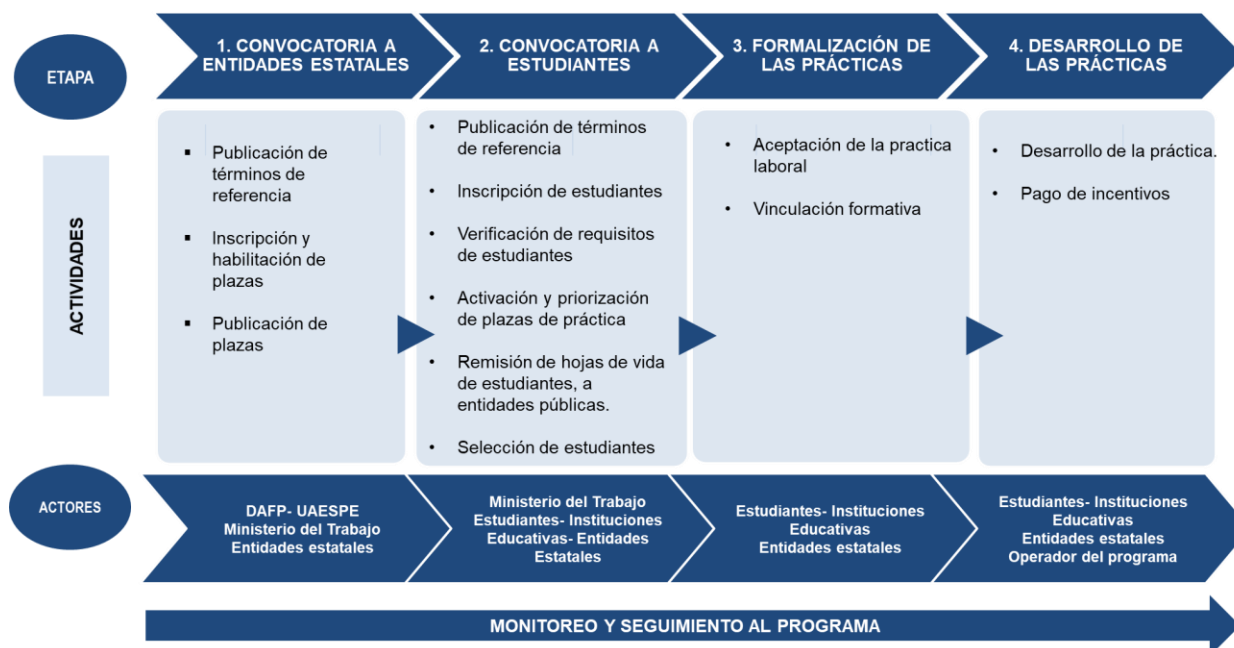 ETAPA
1. CONVOCATORIA A
ENTIDADES ESTATALES
2. CONVOCATORIA A
ESTUDIANTES
3. FORMALIZACIÓN DE
LAS PRÁCTICAS
4. DESARROLLO DE
LAS PRÁCTICAS
ACTIVIDADES
▪ Publicación de
términos de
referencia
▪ Inscripción y
habilitación de
plazas
▪ Publicación de
plazas
• Publicación de términos
de referencia
• Inscripción de estudiantes
• Verificación de requisitos
de estudiantes
• Activación y priorización
de plazas de práctica
• Remisión de hojas de vida
de estudiantes, a
entidades públicas.
• Selección de estudiantes
• Aceptación de la practica
laboral
• Vinculación formativa
• Desarrollo de la práctica.
• Pago de incentivos
ACTORES
DAFP- UAESPE
Ministerio del Trabajo
Entidades estatales
Ministerio del Trabajo
Estudiantes- Instituciones
Educativas- Entidades
Estatales
Estudiantes- Instituciones
Educativas
Entidades estatales
Estudiantes- Instituciones
Educativas
Entidades estatales
Operador del programa
MONITOREO Y SEGUIMIENTO AL PROGRAMA